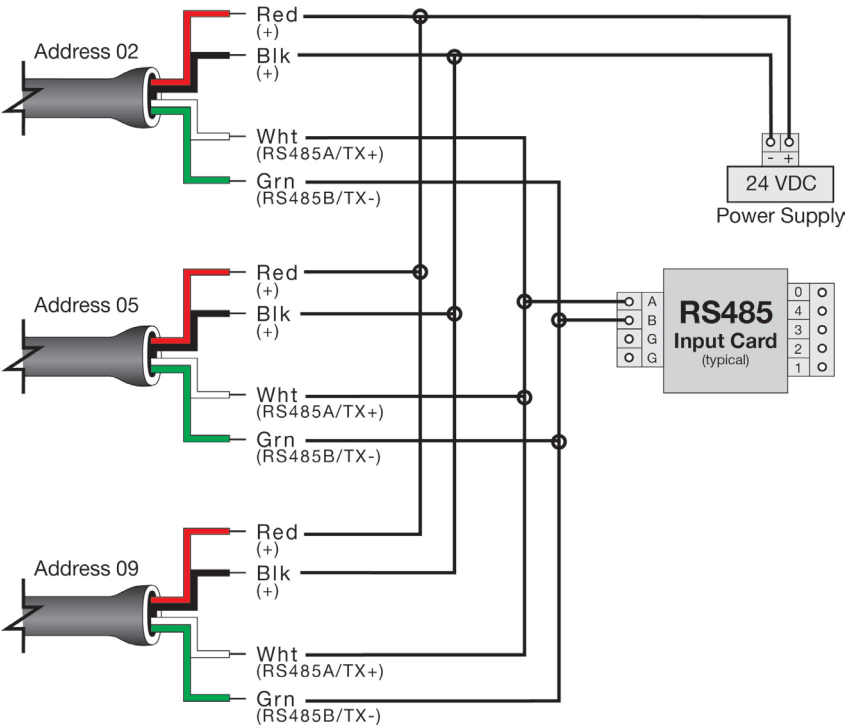 Address 02
Red
(+)
Blk
(+)
Wht
(RS485A/TX+)
Grn
(RS485B/TX-)
- +
24 VDC
Power Supply
Address 05
Red
(+)
Blk
(+)
Wht
(RS485A/TX+)
Grn
(RS485B/TX-)
A
B
G
G
RS485
Input Card
(typical)
0
4
3
2
1
Address 09
Red
(+)
Blk
(+)
Wht
(RS485A/TX+)
Grn
(RS485B/TX-)